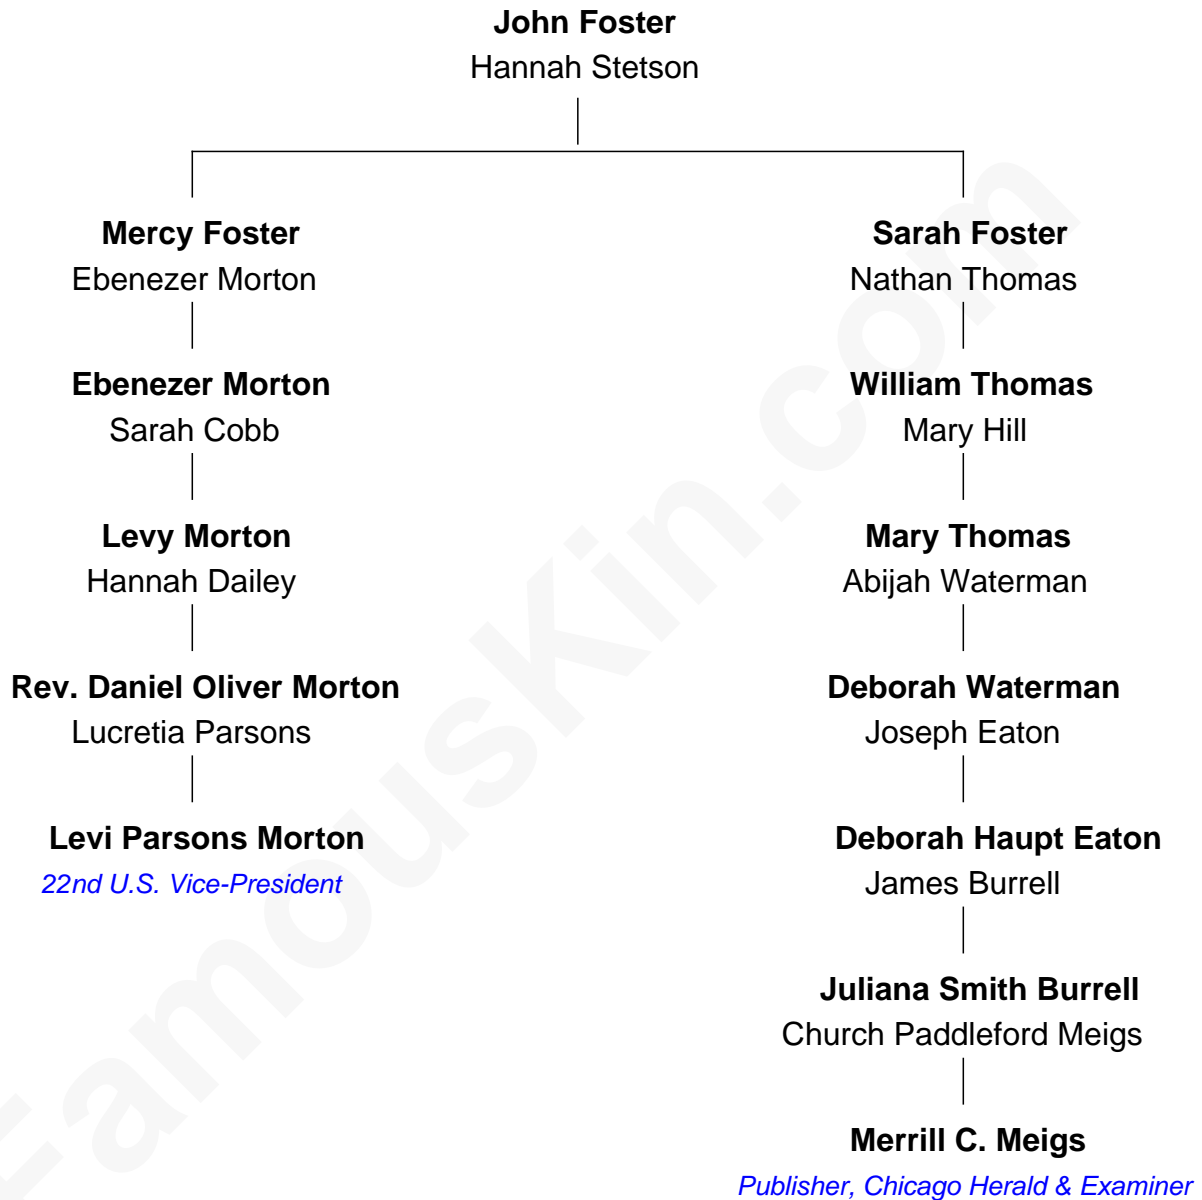 John Foster
Hannah Stetson
Mercy Foster
Ebenezer Morton
Sarah Foster
Nathan Thomas
Ebenezer Morton
Sarah Cobb
William Thomas
Mary Hill
Levy Morton
Hannah Dailey
Mary Thomas
Abijah Waterman
Rev. Daniel Oliver Morton
Lucretia Parsons
Deborah Waterman
Joseph Eaton
Levi Parsons Morton
22nd U.S. Vice-President
Deborah Haupt Eaton
James Burrell
Juliana Smith Burrell
Church Paddleford Meigs
Merrill C. Meigs
Publisher, Chicago Herald & Examiner
FamousKin.com